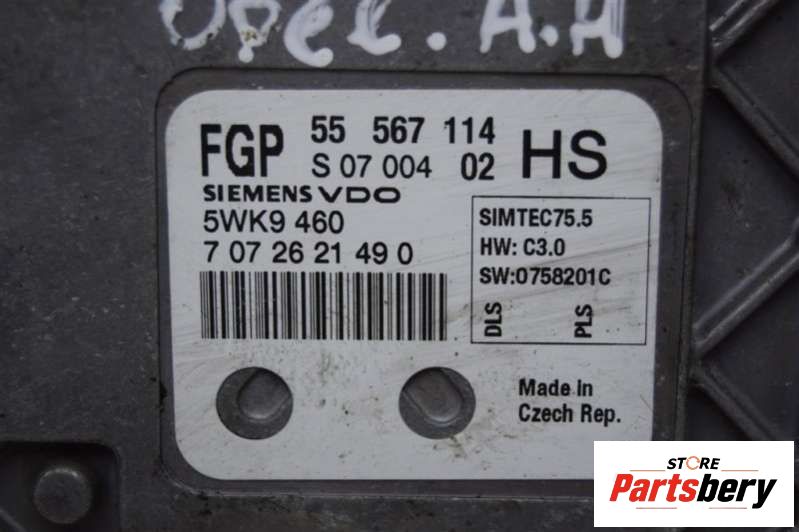 Opel. A.H
FGP 55 567 114 HS
S 07 004 02
SIEMENS VDO
5WK9 460
7 07 26 21 49 0
SIMTEC75.5
HW: C3.0
SW:0758201C
DLS PLS
Made in
Czech Rep.
STORE
Partsbery